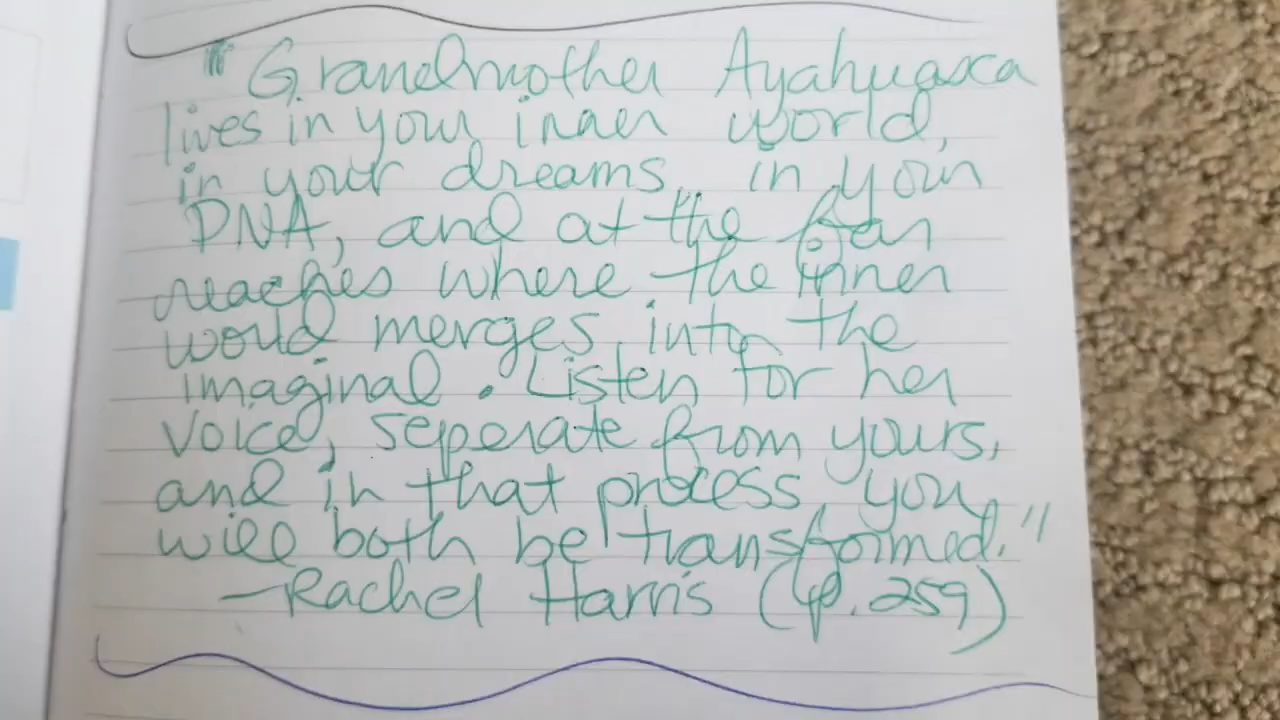 "Grandmother Ayahuasca
lives in your inner world,
in your dreams, in your
DNA, and at the far
reaches where the inner
world merges into the
imaginal. Listen for her
voice, seperate from yours,
and in that process you
will both be transformed."
-Rachel Harris (p. 259)